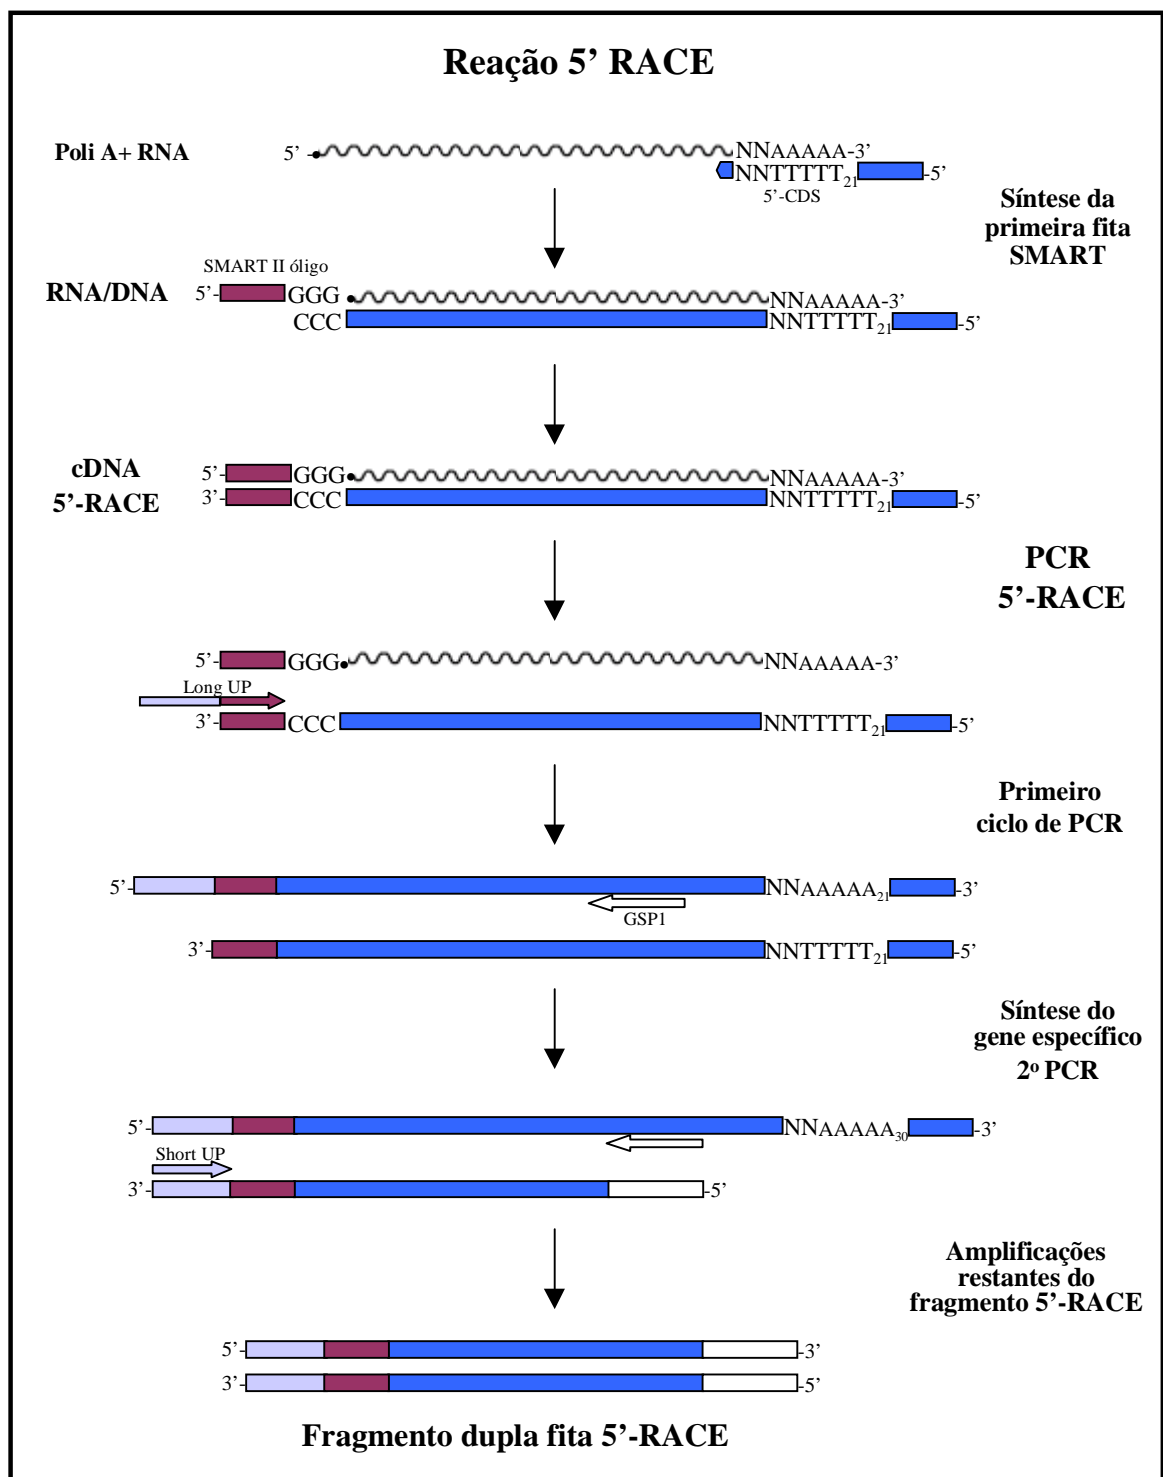 Reação 5’ RACE
Poli A+ RNA
5’ -
NNAAAAA-3’
NNTTTTT21
-5’
5’-CDS
Síntese da
primeira fita
SMART
SMART II óligo
RNA/DNA
5’-
GGG
NNAAAAA-3’
CCC
NNTTTTT21
-5’
cDNA
5’-RACE
5’-
GGG
NNAAAAA-3’
3’-
CCC
NNTTTTT21
-5’
PCR
5’-RACE
5’-
GGG
NNAAAAA-3’
Long UP
3’-
CCC
NNTTTTT21
-5’
Primeiro
ciclo de PCR
5’-
NNAAAAA21
-3’
GSP1
3’-
NNTTTTT21
-5’
Síntese do
gene específico
2º PCR
5’-
NNAAAAA30
-3’
Short UP
3’-
-5’
Amplificações
restantes do
fragmento 5’-RACE
5’-
-3’
3’-
-5’
Fragmento dupla fita 5’-RACE